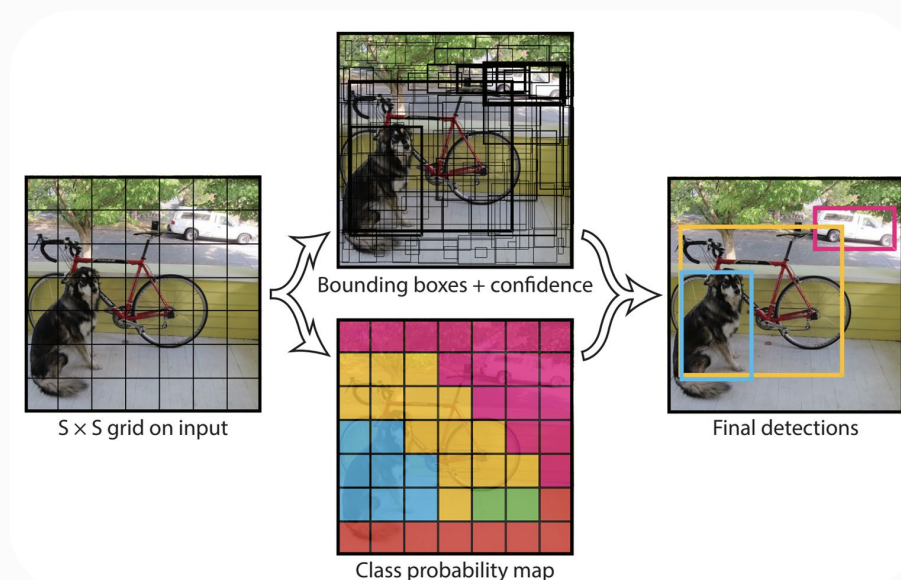 Bounding boxes + confidence
S × S grid on input
Final detections
Class probability map